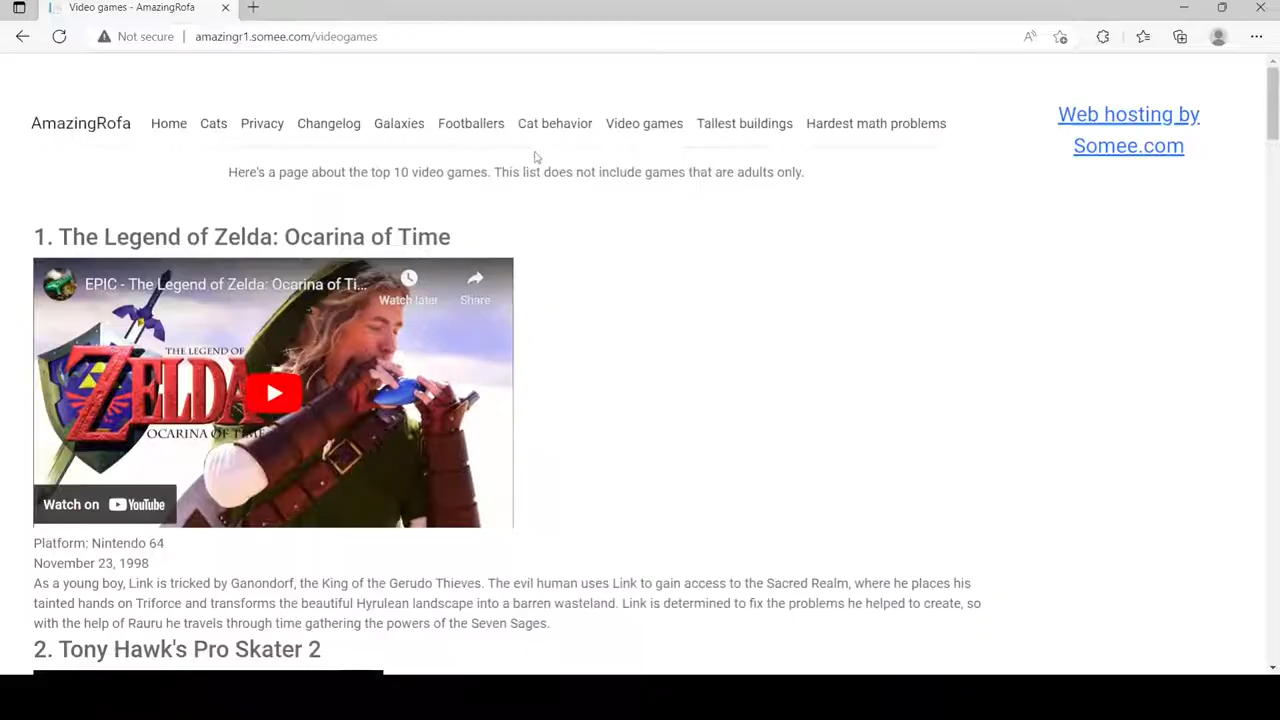 Video games - AmazingRofa
Not secure
amazingr1.somee.com/videogames
AmazingRofa Home Cats Privacy Changelog Galaxies Footballers Cat behavior Video games Tallest buildings Hardest math problems
Web hosting by
Somee.com
Here's a page about the top 10 video games. This list does not include games that are adults only.
1. The Legend of Zelda: Ocarina of Time
EPIC - The Legend of Zelda: Ocarina of Ti...
Watch later
Share
THE LEGEND OF
ZELDA
OCARINA OF TIME
Watch on YouTube
Platform: Nintendo 64
November 23, 1998
As a young boy, Link is tricked by Ganondorf, the King of the Gerudo Thieves. The evil human uses Link to gain access to the Sacred Realm, where he places his
tainted hands on Triforce and transforms the beautiful Hyrulean landscape into a barren wasteland. Link is determined to fix the problems he helped to create, so
with the help of Rauru he travels through time gathering the powers of the Seven Sages.
2. Tony Hawk's Pro Skater 2